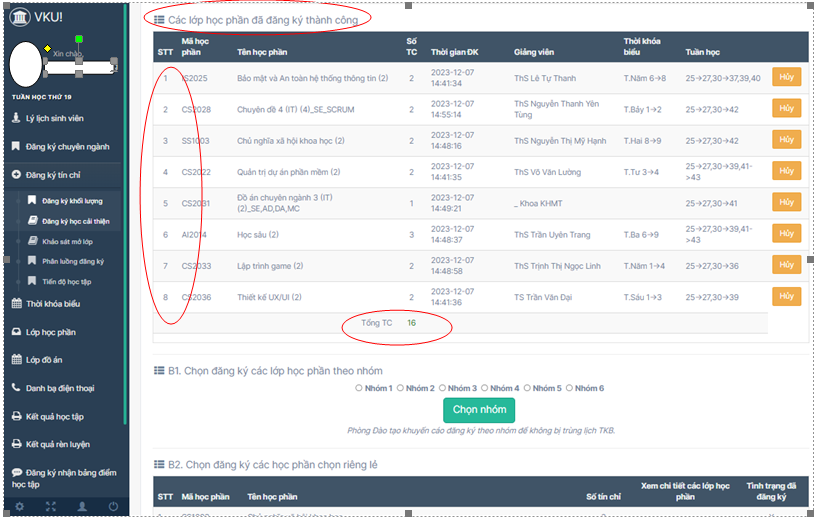 VKU!
Xin chào,
TUẦN HỌC THỨ 19
Lý lịch sinh viên
Đăng ký chuyên ngành
Đăng ký tín chỉ
Đăng ký khối lượng
Đăng ký học cải thiện
Khảo sát mở lớp
Phân luồng đăng ký
Tiến độ học tập
Thời khóa biểu
Lớp học phần
Lớp đồ án
Danh bạ điện thoại
Kết quả học tập
Kết quả rèn luyện
Đăng ký nhận bảng điểm
học tập
Các lớp học phần đã đăng ký thành công
STT Mã học phần Tên học phần Số TC Thời gian ĐK Giảng viên Thời khóa biểu Tuần học
1 IS2025 Bảo mật và An toàn hệ thống thông tin (2) 2 2023-12-07 14:41:34 ThS Lê Tự Thanh T.Năm 6->8 25->27,30->37,39,40 Hủy
2 CS2028 Chuyên đề 4 (IT) (4)_SE_SCRUM 2 2023-12-07 14:55:14 ThS Nguyễn Thanh Yên Tùng T.Bảy 1->2 25->27,30->42 Hủy
3 SS1003 Chủ nghĩa xã hội khoa học (2) 2 2023-12-07 14:48:16 ThS Nguyễn Thị Mỹ Hạnh T.Hai 8->9 25->27,30->42 Hủy
4 CS2022 Quản trị dự án phần mềm (2) 2 2023-12-07 14:41:35 ThS Võ Văn Lường T.Tư 3->4 25->27,30->39,41->43 Hủy
5 CS2031 Đồ án chuyên ngành 3 (IT) (2)_SE,AD,DA,MC 1 2023-12-07 14:49:21 _ Khoa KHMT 25->27,30->41 Hủy
6 AI2014 Học sâu (2) 3 2023-12-07 14:48:37 ThS Trần Uyên Trang T.Ba 6->9 25->27,30->39,41->43 Hủy
7 CS2033 Lập trình game (2) 2 2023-12-07 14:48:58 ThS Trịnh Thị Ngọc Linh T.Năm 1->4 25->27,30->36 Hủy
8 CS2036 Thiết kế UX/UI (2) 2 2023-12-07 14:41:36 TS Trần Văn Đại T.Sáu 1->3 25->27,30->39 Hủy
Tổng TC 16
B1. Chọn đăng ký các lớp học phần theo nhóm
Nhóm 1 Nhóm 2 Nhóm 3 Nhóm 4 Nhóm 5 Nhóm 6
Chọn nhóm
Phòng Đào tạo khuyến cáo đăng ký theo nhóm để không bị trùng lịch TKB.
B2. Chọn đăng ký các học phần chọn riêng lẻ
STT Mã học phần Tên học phần Số tín chỉ Xem chi tiết các lớp học phần Tình trạng đã đăng ký